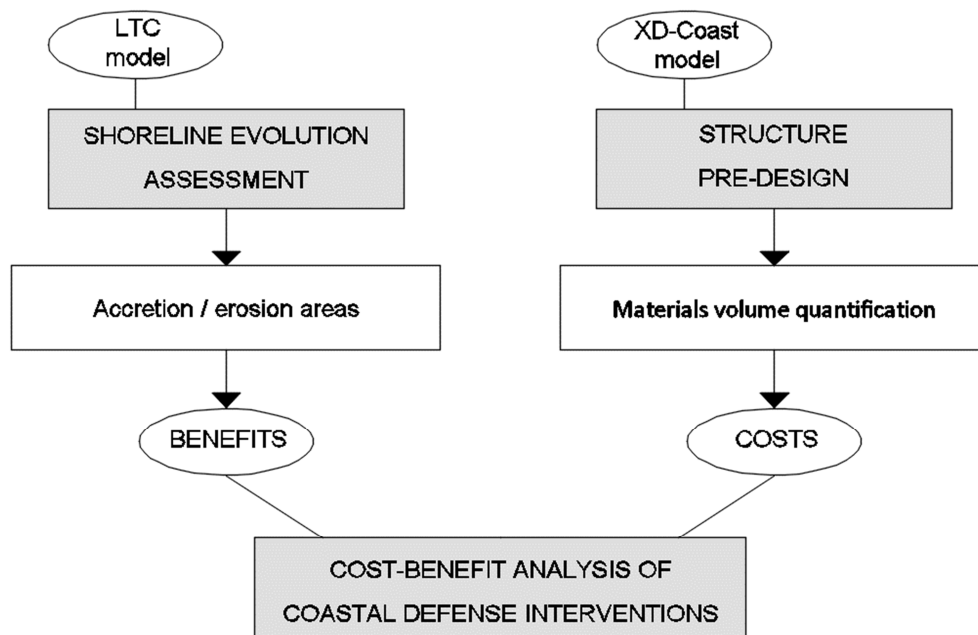 LTC
model
SHORELINE EVOLUTION
ASSESSMENT
Accretion / erosion areas
BENEFITS
XD-Coast
model
STRUCTURE
PRE-DESIGN
Materials volume quantification
COSTS
COST-BENEFIT ANALYSIS OF
COASTAL DEFENSE INTERVENTIONS